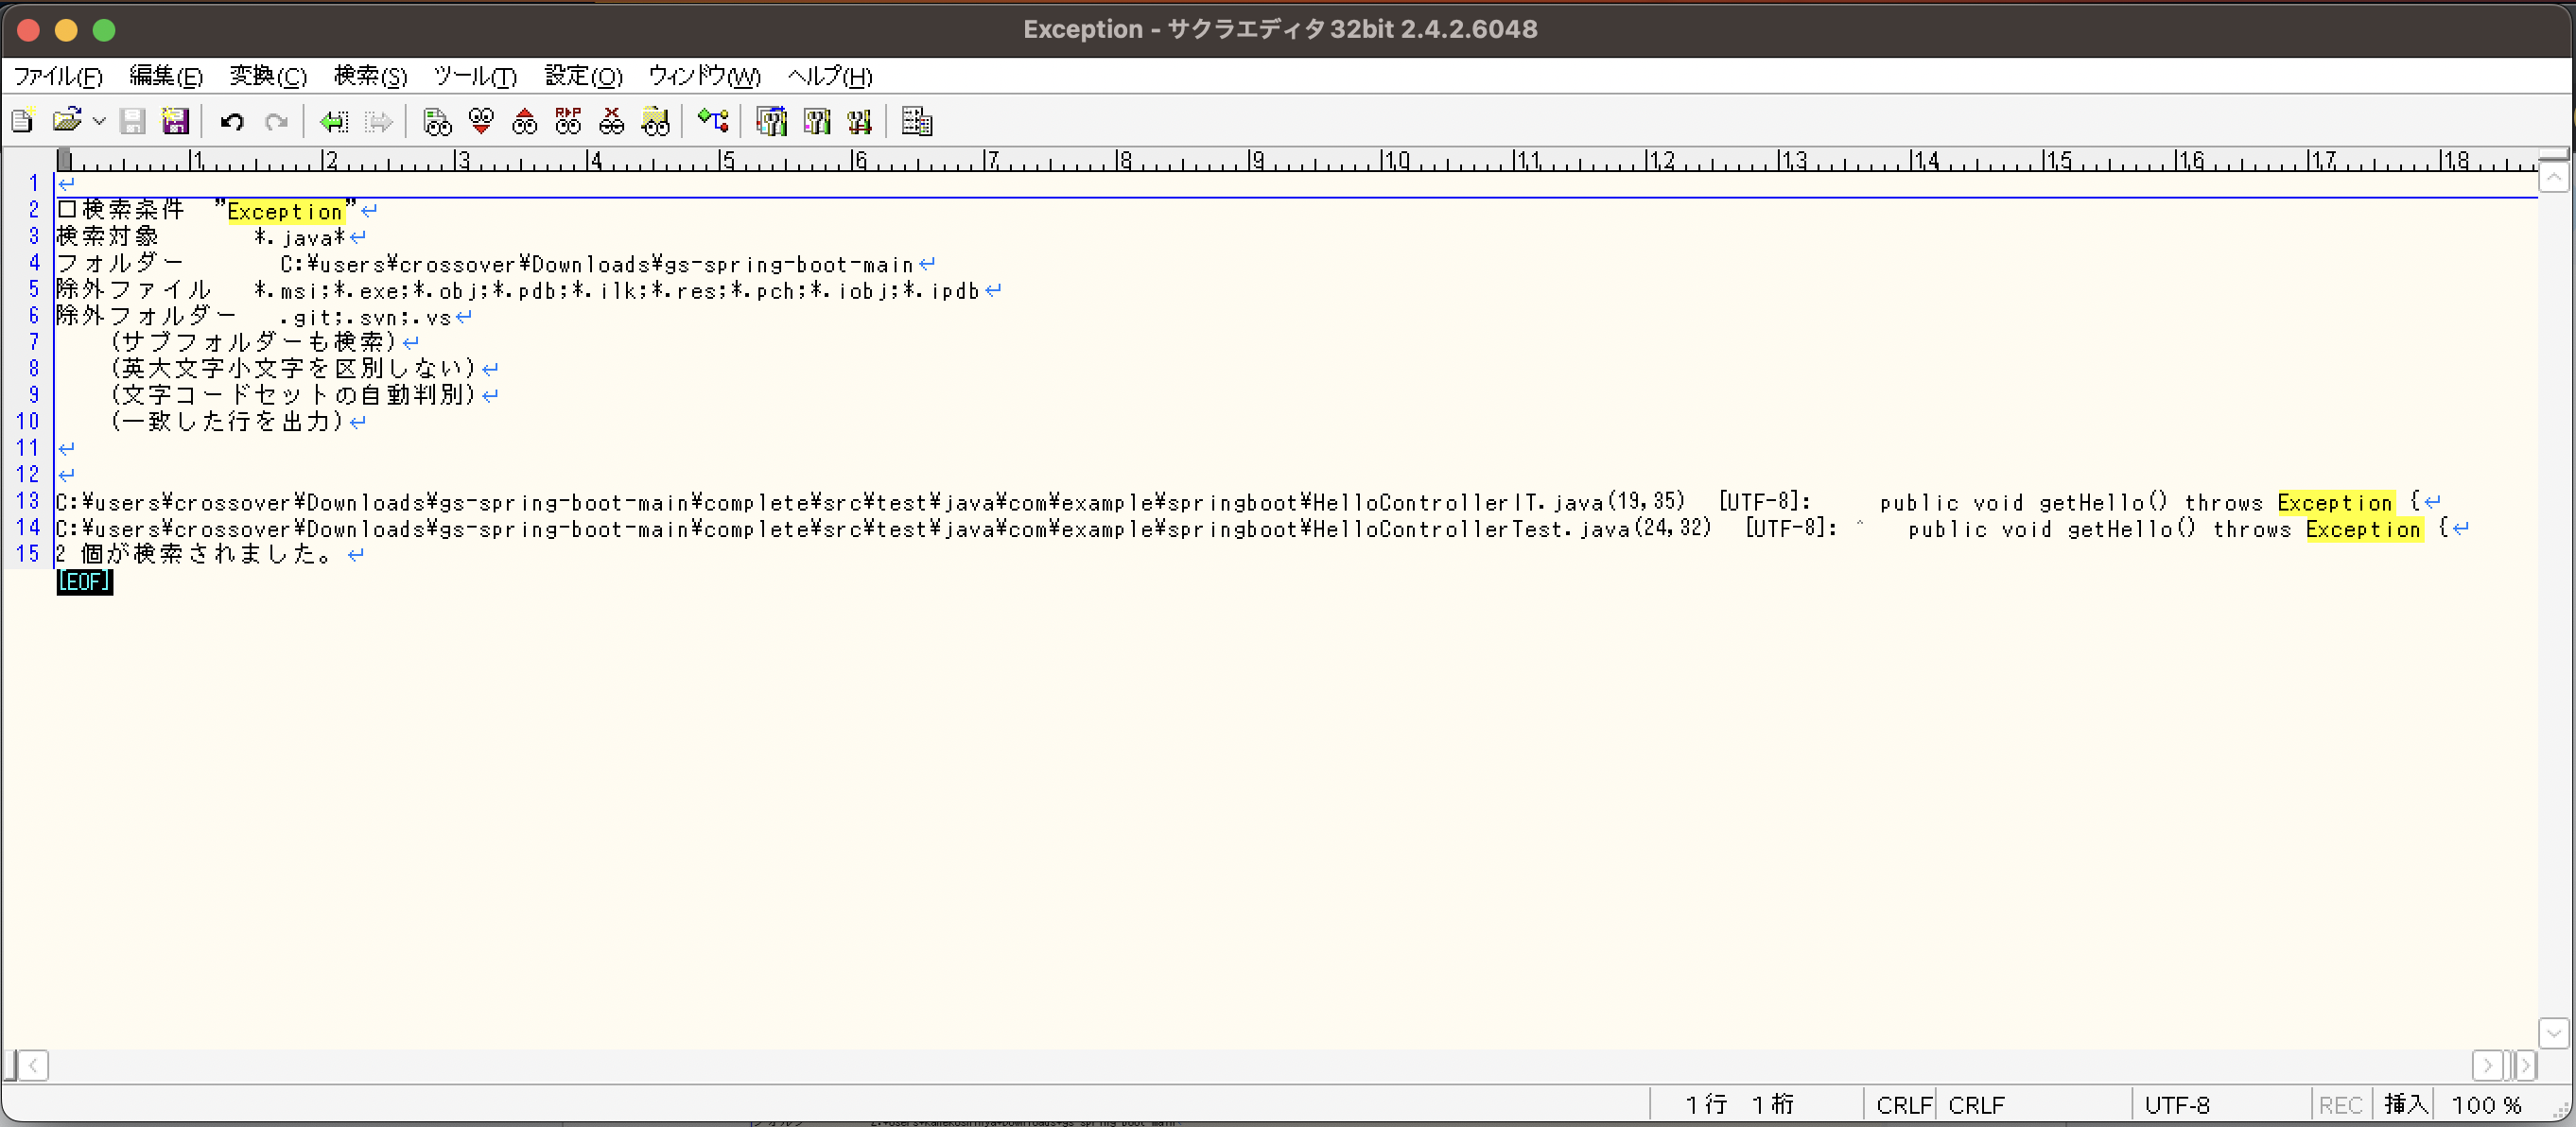 Exception - サクラエディタ32bit 2.4.2.6048
ファイル(F) 編集(E) 変換(C) 検索(S) ツール(T) 設定(O) ウィンドウ(W) ヘルプ(H)
0 1 2 3 4 5 6 7 8 9 10 11 12 13 14 15 16 17 18
1 ↵
2 □検索条件 "Exception"↵
3 検索対象 *.java*↵
4 フォルダー C:¥users¥crossover¥Downloads¥gs-spring-boot-main↵
5 除外ファイル *.msi;*.exe;*.obj;*.pdb;*.ilk;*.res;*.pch;*.iobj;*.ipdb↵
6 除外フォルダー .git;.svn;.vs↵
7 (サブフォルダーも検索)↵
8 (英大文字小文字を区別しない)↵
9 (文字コードセットの自動判別)↵
10 (一致した行を出力)↵
11 ↵
12 ↵
13 C:¥users¥crossover¥Downloads¥gs-spring-boot-main¥complete¥src¥test¥java¥com¥example¥springboot¥HelloControllerIT.java(19,35) [UTF-8]: public void getHello() throws Exception {↵
14 C:¥users¥crossover¥Downloads¥gs-spring-boot-main¥complete¥src¥test¥java¥com¥example¥springboot¥HelloControllerTest.java(24,32) [UTF-8]: ^ public void getHello() throws Exception {↵
15 2 個が検索されました。↵
[EOF]
1 行 1 桁 CRLF CRLF UTF-8 REC 挿入 100 %